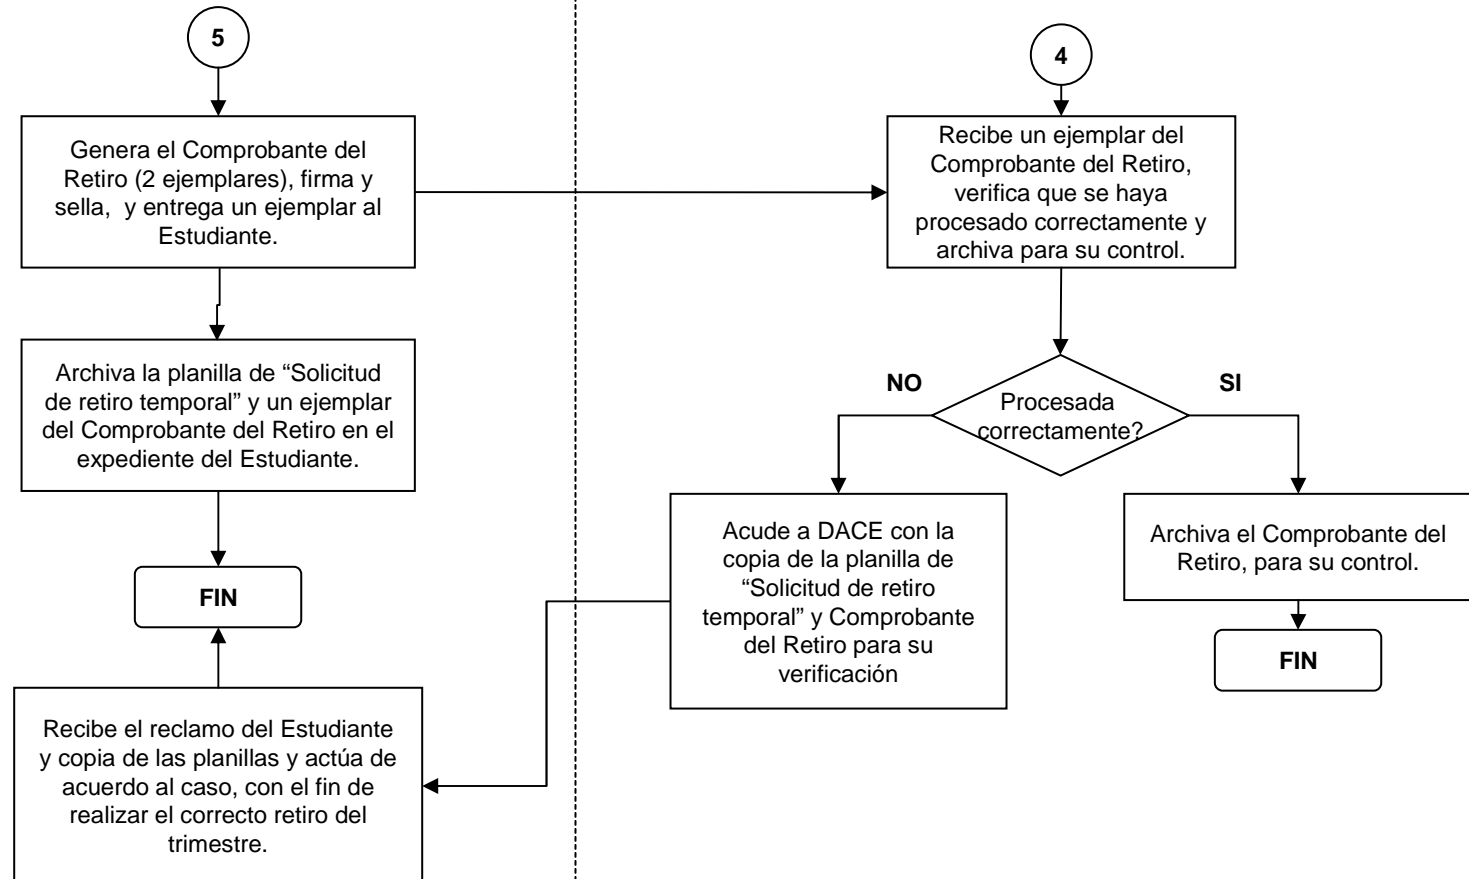 5
Genera el Comprobante del
Retiro (2 ejemplares), firma y
sella,  y entrega un ejemplar al
Estudiante.
Archiva la planilla de “Solicitud
de retiro temporal” y un ejemplar
del Comprobante del Retiro en el
expediente del Estudiante.
FIN
Recibe el reclamo del Estudiante
y copia de las planillas y actúa de
acuerdo al caso, con el fin de
realizar el correcto retiro del
trimestre.
4
Recibe un ejemplar del
Comprobante del Retiro,
verifica que se haya
procesado correctamente y
archiva para su control.
NO
SI
Procesada
correctamente?
Acude a DACE con la
copia de la planilla de
“Solicitud de retiro
temporal” y Comprobante
del Retiro para su
verificación
Archiva el Comprobante del
Retiro, para su control.
FIN